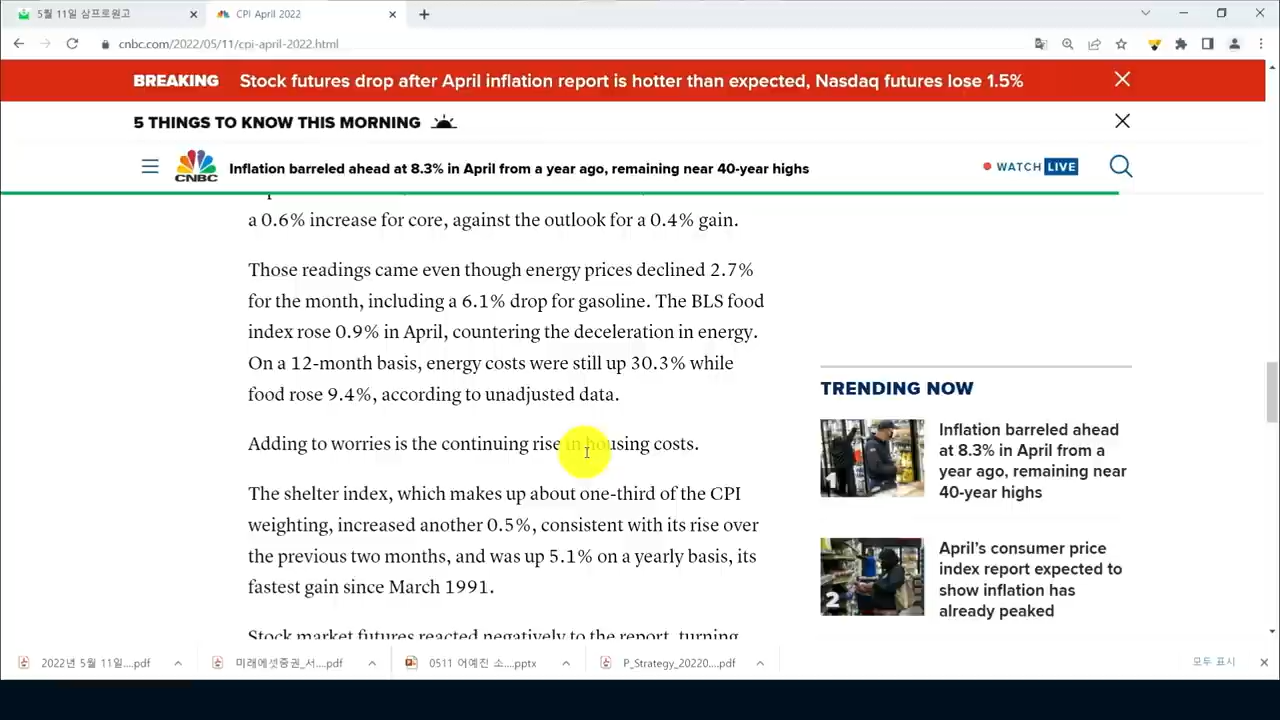 5월 11일 삼프로원고
CPI April 2022
cnbc.com/2022/05/11/cpi-april-2022.html
BREAKING Stock futures drop after April inflation report is hotter than expected, Nasdaq futures lose 1.5%
5 THINGS TO KNOW THIS MORNING
CNBC
Inflation barreled ahead at 8.3% in April from a year ago, remaining near 40-year highs
WATCH LIVE
a 0.6% increase for core, against the outlook for a 0.4% gain.
Those readings came even though energy prices declined 2.7%
for the month, including a 6.1% drop for gasoline. The BLS food
index rose 0.9% in April, countering the deceleration in energy.
On a 12-month basis, energy costs were still up 30.3% while
food rose 9.4%, according to unadjusted data.
Adding to worries is the continuing rise in housing costs.
The shelter index, which makes up about one-third of the CPI
weighting, increased another 0.5%, consistent with its rise over
the previous two months, and was up 5.1% on a yearly basis, its
fastest gain since March 1991.
Stock market futures reacted negatively to the report, turning
TRENDING NOW
1
Inflation barreled ahead
at 8.3% in April from a
year ago, remaining near
40-year highs
2
April's consumer price
index report expected to
show inflation has
already peaked
2022년 5월 11일....pdf
미래에셋증권_서....pdf
0511 어예진 소....pptx
P_Strategy_20220....pdf
모두 표시